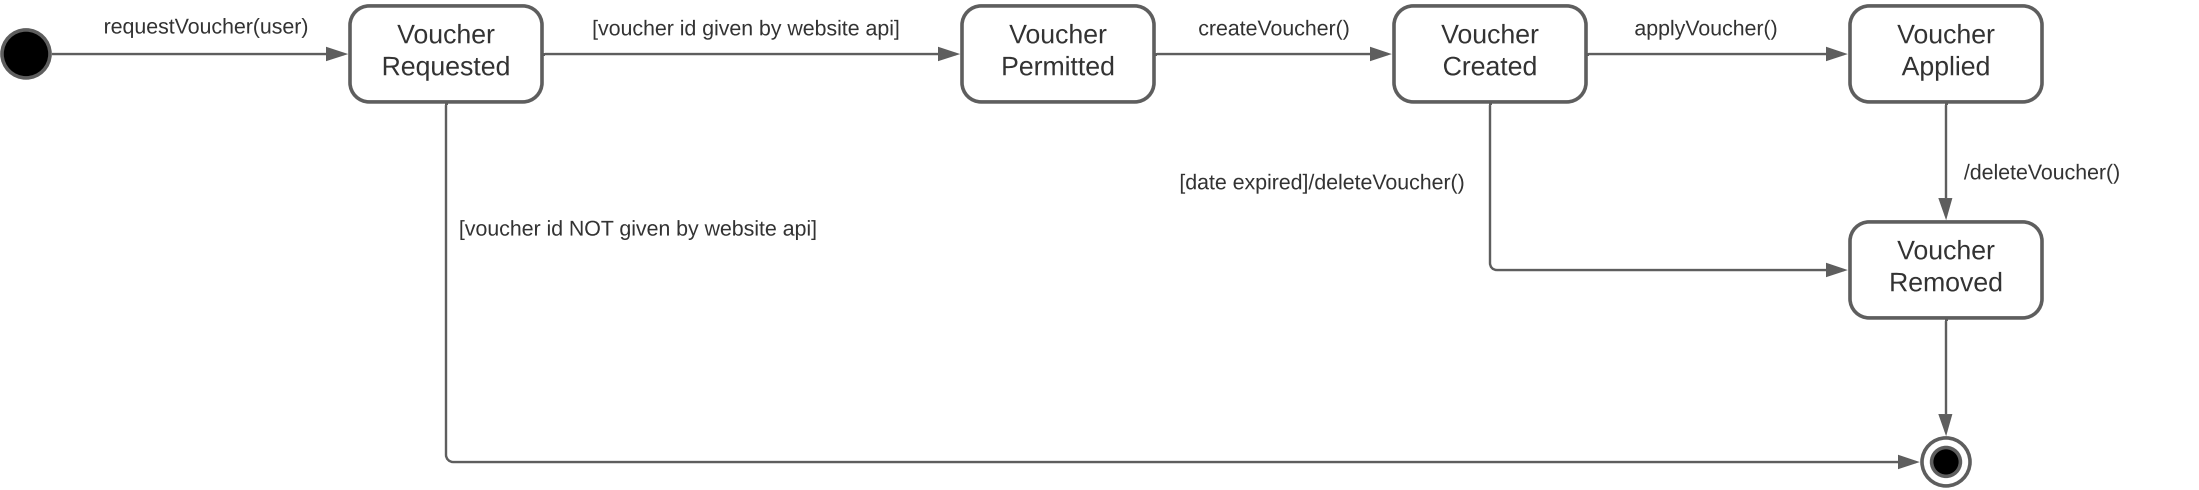 requestVoucher(user)
Voucher
Requested
[voucher id given by website api]
Voucher
Permitted
createVoucher()
Voucher
Created
applyVoucher()
Voucher
Applied
[date expired]/deleteVoucher()
/deleteVoucher()
[voucher id NOT given by website api]
Voucher
Removed